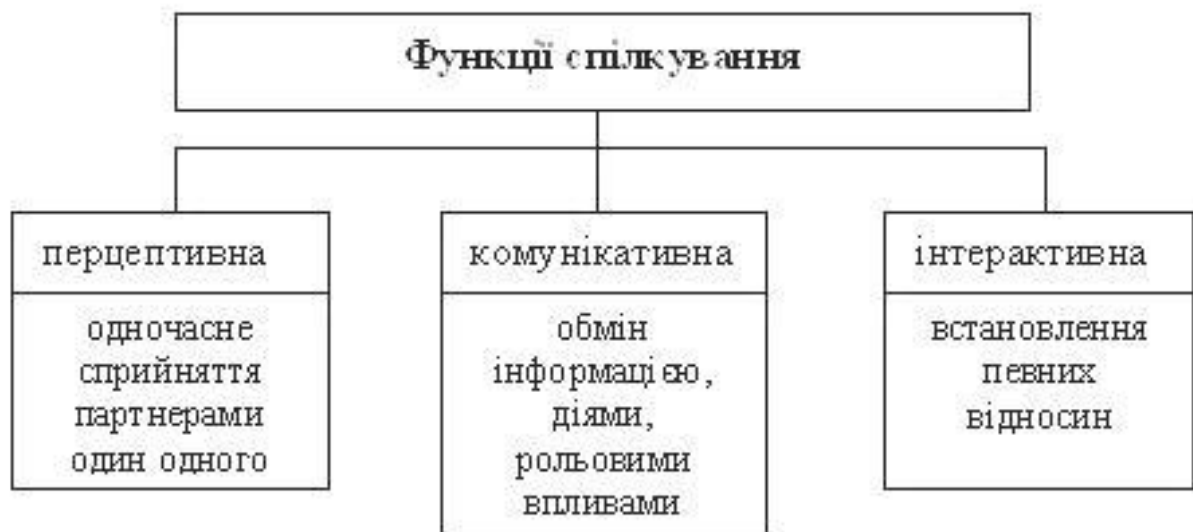 Функції спілкування
перцептивна
одночасне
сприйняття
партнерами
один одного
комунікативна
обмін
інформацією,
діями,
рольовими
впливами
інтерактивна
встановлення
певних
відносин